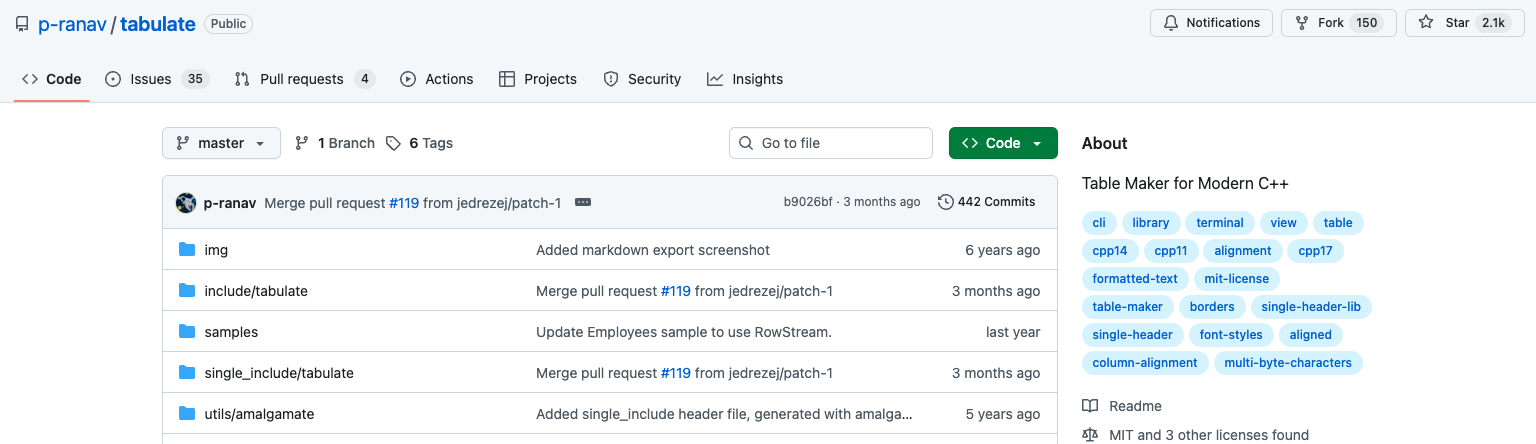 p-ranav / tabulate Public Notifications Fork 150 Star 2.1k
Code Issues 35 Pull requests 4 Actions Projects Security Insights
master 1 Branch 6 Tags Go to file Code
p-ranav Merge pull request #119 from jedrezej/patch-1 b9026bf · 3 months ago 442 Commits
img Added markdown export screenshot 6 years ago
include/tabulate Merge pull request #119 from jedrezej/patch-1 3 months ago
samples Update Employees sample to use RowStream. last year
single_include/tabulate Merge pull request #119 from jedrezej/patch-1 3 months ago
utils/amalgamate Added single_include header file, generated with amalga... 5 years ago
About
Table Maker for Modern C++
cli library terminal view table
cpp14 cpp11 alignment cpp17
formatted-text mit-license
table-maker borders single-header-lib
single-header font-styles aligned
column-alignment multi-byte-characters
Readme
MIT and 3 other licenses found